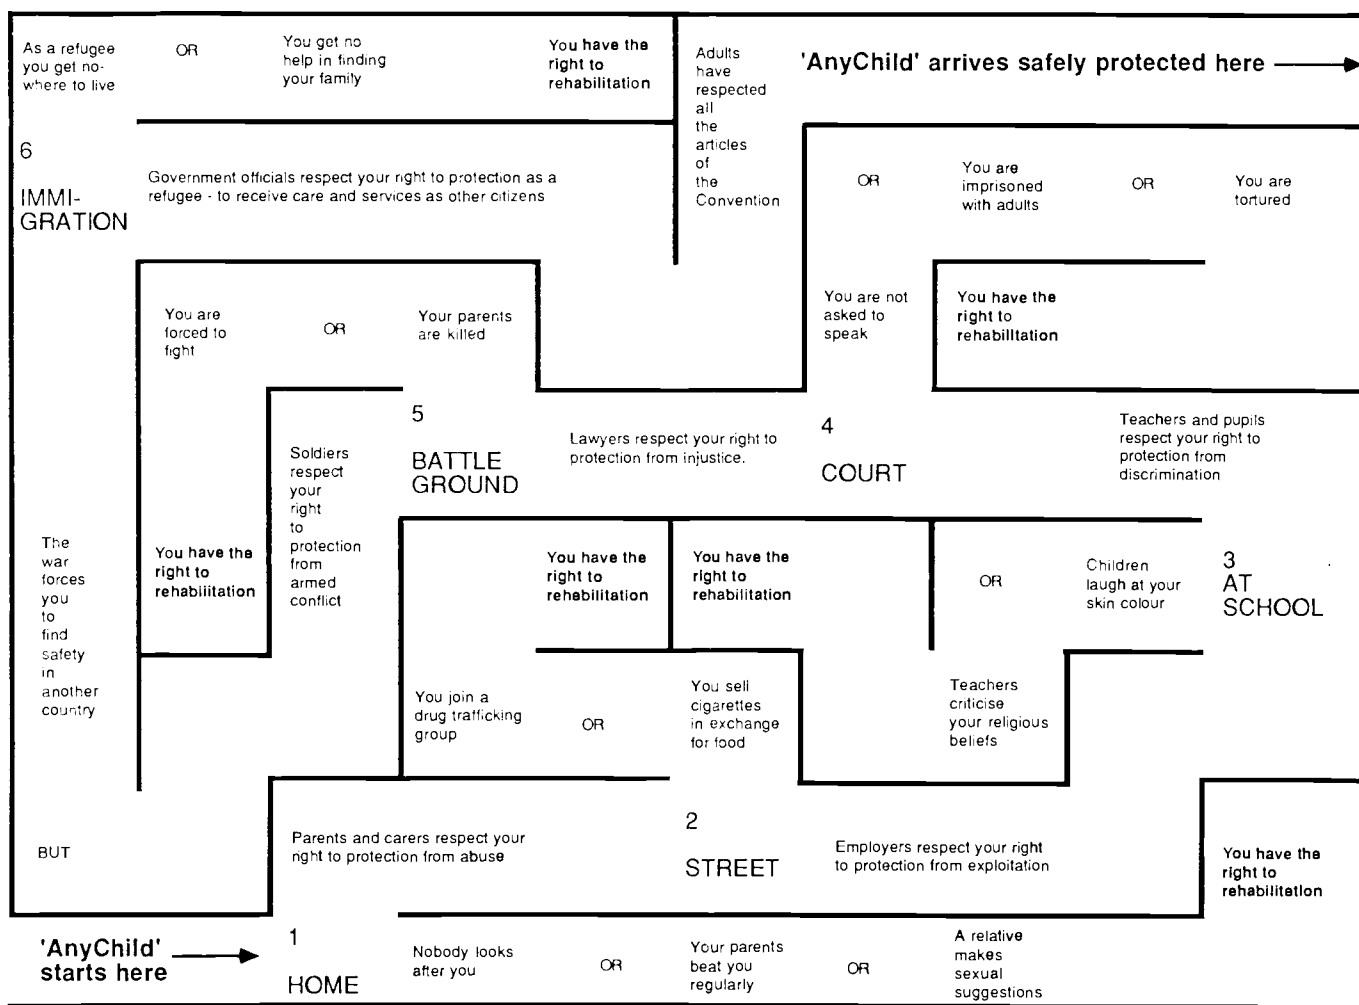 As a refugee
you get no-
where to live
OR
You get no
help in finding
your family
You have the
right to
rehabilitation
Adults
have
respected
all
the
articles
of
the
Convention
'AnyChild' arrives safely protected here
6
IMMI-
GRATION
Government officials respect your right to protection as a
refugee - to receive care and services as other citizens
OR
You are
imprisoned
with adults
OR
You are
tortured
You are
forced to
fight
OR
Your parents
are killed
You are not
asked to
speak
You have the
right to
rehabilitation
5
BATTLE
GROUND
Lawyers respect your right to
protection from injustice.
4
COURT
Teachers and pupils
respect your right to
protection from
discrimination
Soldiers
respect
your
right
to
protection
from
armed
conflict
The
war
forces
you
to
find
safety
in
another
country
You have the
right to
rehabilitation
You have the
right to
rehabilitation
You have the
right to
rehabilitation
OR
Children
laugh at your
skin colour
3
AT
SCHOOL
You join a
drug trafficking
group
OR
You sell
cigarettes
in exchange
for food
Teachers
criticise
your religious
beliefs
BUT
Parents and carers respect your
right to protection from abuse
2
STREET
Employers respect your right
to protection from exploitation
You have the
right to
rehabilitation
'AnyChild'
starts here
1
HOME
Nobody looks
after you
OR
Your parents
beat you
regularly
OR
A relative
makes
sexual
suggestions